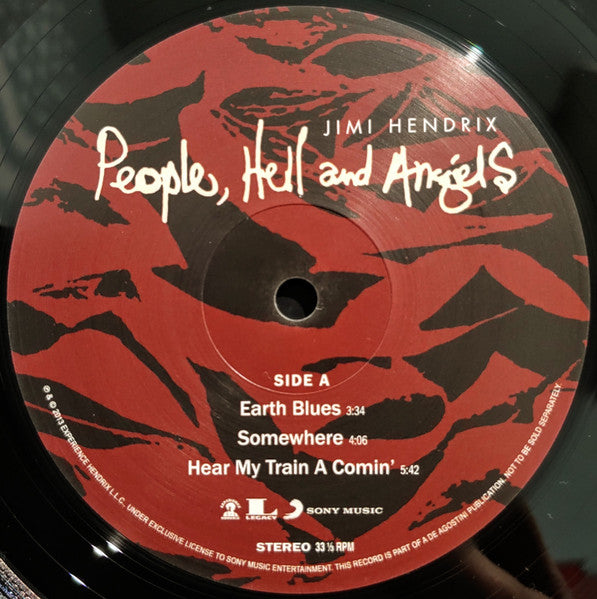 JIMI HENDRIX
People, Hell and Angels
SIDE A
Earth Blues 3:34
Somewhere 4:06
Hear My Train A Comin' 5:42
L LEGACY SONY MUSIC
STEREO 33 ⅓ RPM
℗ & © 2013 EXPERIENCE HENDRIX L.L.C., UNDER EXCLUSIVE LICENSE TO SONY MUSIC ENTERTAINMENT. THIS RECORD IS PART OF A DE AGOSTINI PUBLICATION. NOT TO BE SOLD SEPARATELY.